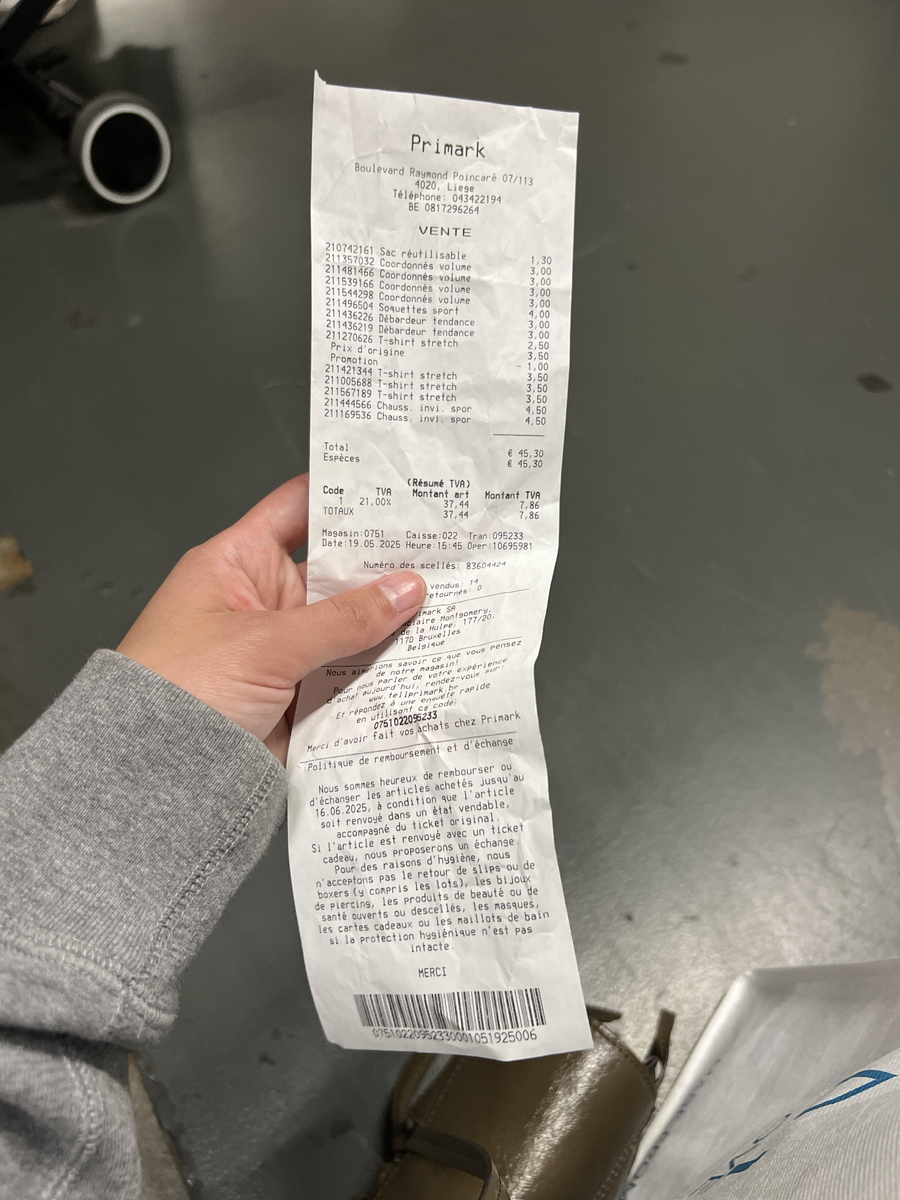 Primark
Boulevard Raymond Poincaré 07/113
4020, Liege
Téléphone: 043422194
BE 0817296264
VENTE
210742161 Sac réutilisable 1,30
211357032 Coordonnés volume 3,00
211481466 Coordonnés volume 3,00
211539166 Coordonnés volume 3,00
211544298 Coordonnés volume 3,00
211496504 Soquettes sport 4,00
211436226 Débardeur tendance 3,00
211436219 Débardeur tendance 3,00
211270626 T-shirt stretch 2,50
Prix d'origine 3,50
Promotion - 1,00
211421344 T-shirt stretch 3,50
211005688 T-shirt stretch 3,50
211567189 T-shirt stretch 3,50
211444566 Chauss. invi. spor 4,50
211169536 Chauss. invi. spor 4,50
Total € 45,30
Espèces € 45,30
(Résumé TVA)
Code TVA Montant art Montant TVA
1 21,00% 37,44 7,86
TOTAUX 37,44 7,86
Magasin:0751 Caisse:022 Tran:095233
Date:19.05.2025 Heure:15:45 Oper:10695981
Numéro des scellés: 83604424
vendus: 14
retournés: 0
SA
Montgomery,
de la Hulpe, 177/20,
1170 Bruxelles
Belgique
Nous aimerions savoir ce que vous pensez
de notre magasin!
Pour nous parler de votre expérience
d'achat aujourd'hui, rendez-vous sur:
www.tellprimark.be
Et répondez à une enquête rapide
en utilisant ce code:
0751022095233
Merci d'avoir fait vos achats chez Primark
Politique de remboursement et d'échange
Nous sommes heureux de rembourser ou
d'échanger les articles achetés jusqu'au
16.06.2025, à condition que l'article
soit renvoyé dans un état vendable,
accompagné du ticket original.
Si l'article est renvoyé avec un ticket
cadeau, nous proposerons un échange.
Pour des raisons d'hygiène, nous
n'acceptons pas le retour de slips ou de
boxers (y compris les lots), les bijoux
de piercing, les produits de beauté ou de
santé ouverts ou descellés, les masques,
les cartes cadeaux ou les maillots de bain
si la protection hygiénique n'est pas
intacte.
MERCI
07510220952330001051925006